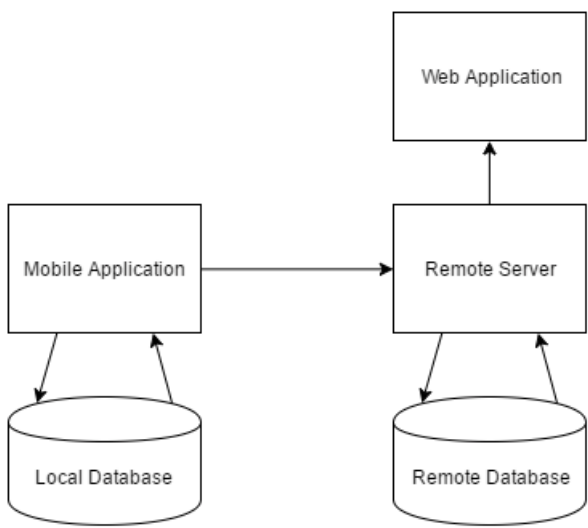 Web Application
Mobile Application
Remote Server
Local Database
Remote Database